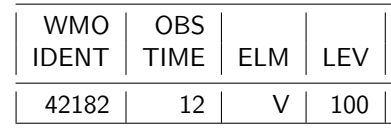 WMO OBS
IDENT TIME ELM LEV
42182 12 V 100